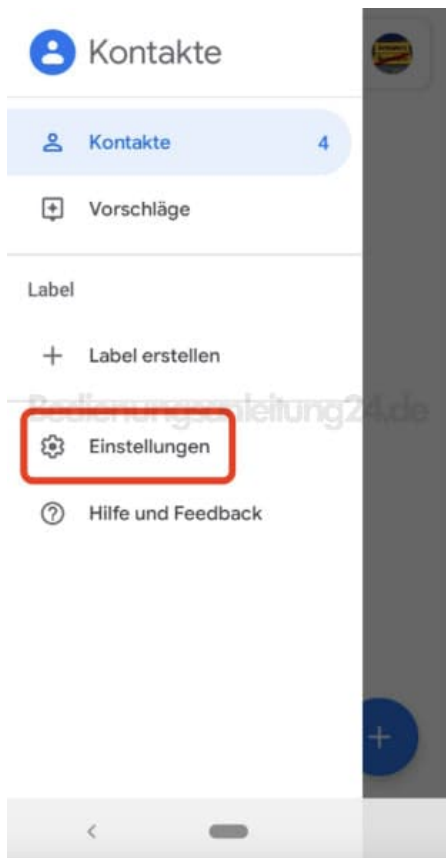 Kontakte
Kontakte 4
Vorschläge
Label
Label erstellen
Bedienungsanleitung24.de
Einstellungen
Hilfe und Feedback